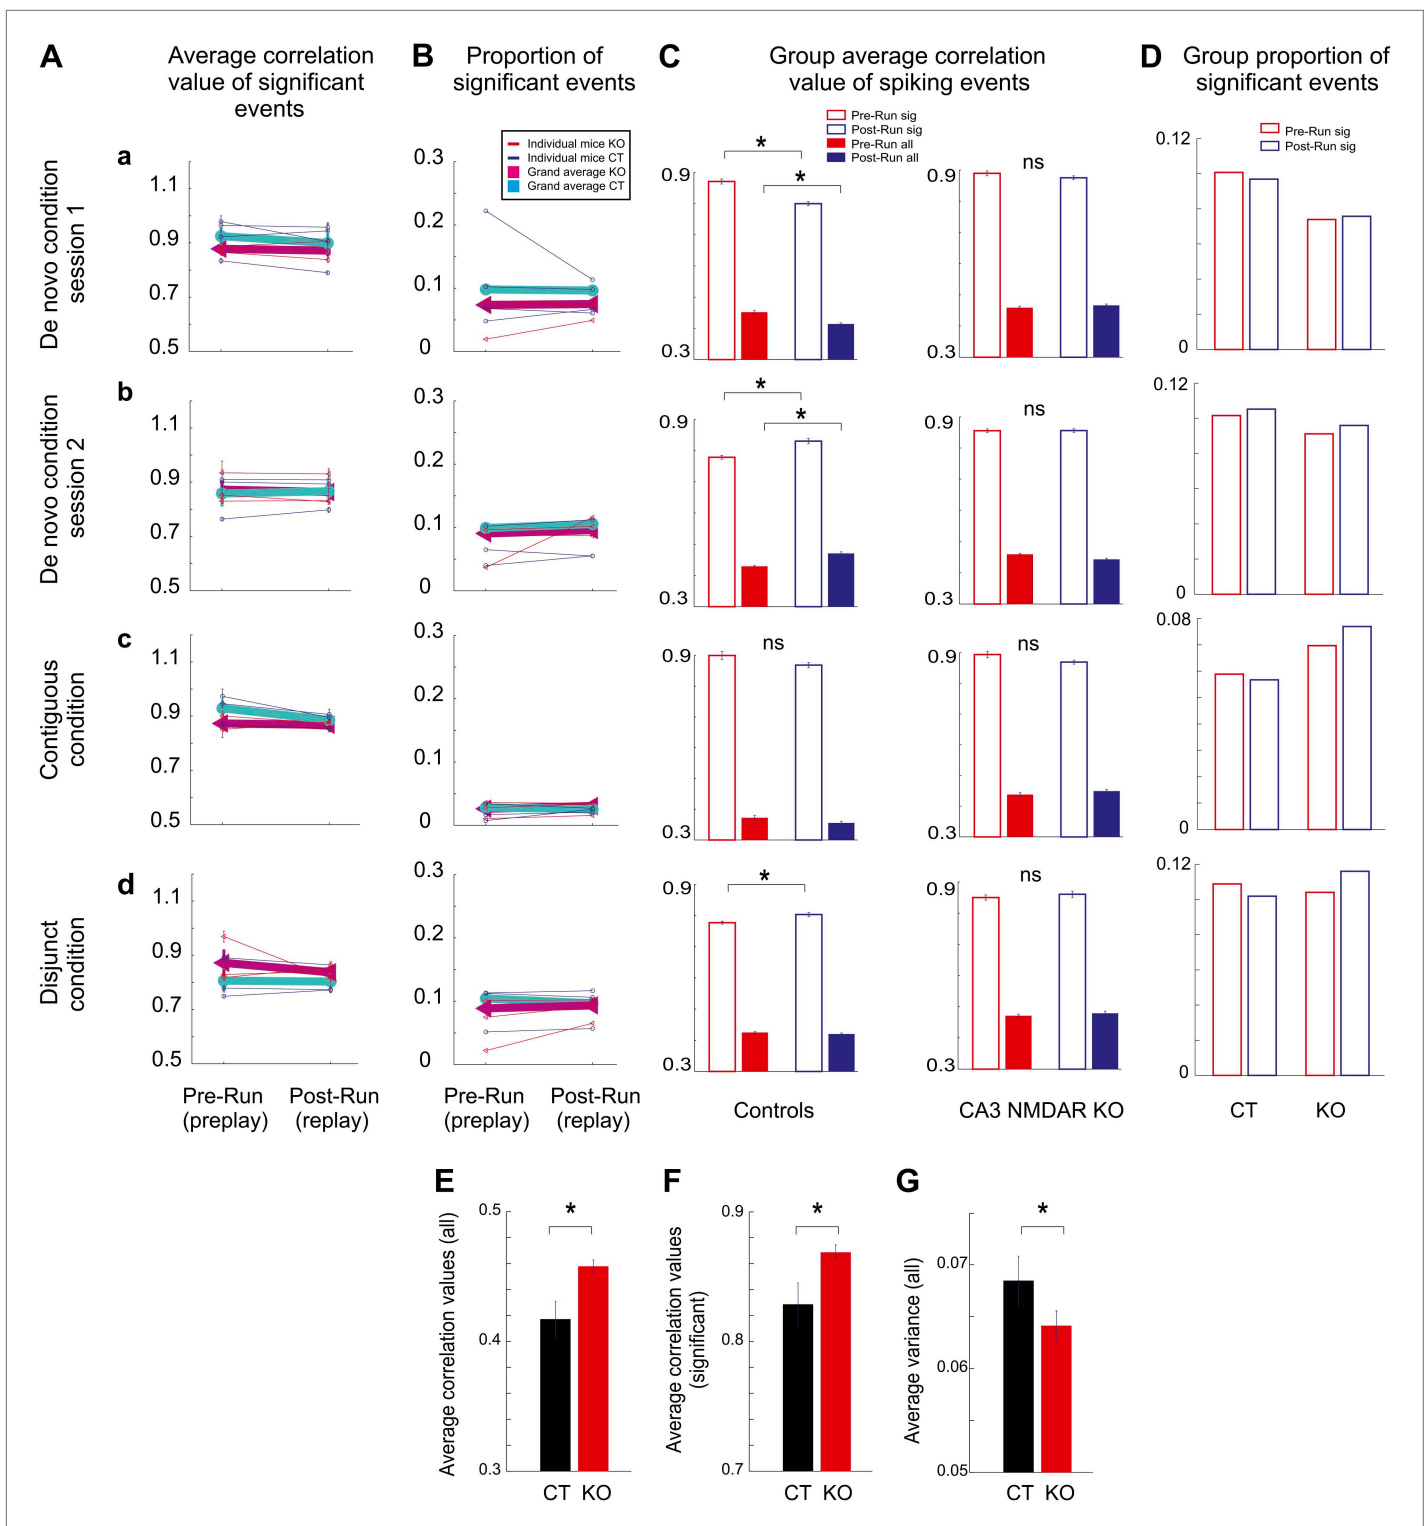 A
Average correlation
value of significant
events
B
Proportion of
significant events
C
Group average correlation
value of spiking events
D
Group proportion of
significant events
Pre-Run sig
Post-Run sig
Pre-Run all
Post-Run all
Pre-Run sig
Post-Run sig
Individual mice KO
Individual mice CT
Grand average KO
Grand average CT
De novo condition
session 1
a
1.1
0.9
0.7
0.5
0.3
0.2
0.1
0
0.9
0.3
*
*
0.9
0.3
ns
0.12
0
De novo condition
session 2
b
1.1
0.9
0.7
0.5
0.3
0.2
0.1
0
0.9
0.3
*
*
0.9
0.3
ns
0.12
0
Contiguous
condition
c
1.1
0.9
0.7
0.5
0.3
0.2
0.1
0
0.9
0.3
ns
0.9
0.3
ns
0.08
0
Disjunct
condition
d
1.1
0.9
0.7
0.5
0.3
0.2
0.1
0
0.9
0.3
*
0.9
0.3
ns
0.12
0
Pre-Run
(preplay)
Post-Run
(replay)
Pre-Run
(preplay)
Post-Run
(replay)
Controls
CA3 NMDAR KO
CT
KO
E
Average correlation values (all)
0.5
0.4
0.3
*
CT KO
F
Average correlation values
(significant)
0.9
0.8
0.7
*
CT KO
G
Average variance (all)
0.07
0.06
0.05
*
CT KO